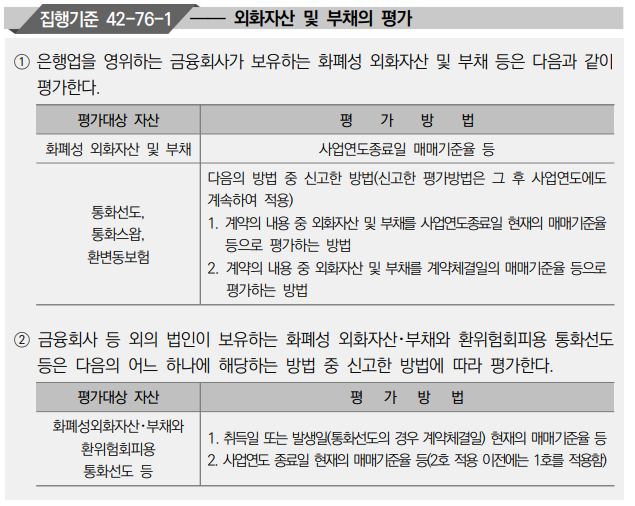 집행기준 42-76-1 외화자산 및 부채의 평가
① 은행업을 영위하는 금융회사가 보유하는 화폐성 외화자산 및 부채 등은 다음과 같이
평가한다.
평가대상 자산 평 가 방 법
화폐성 외화자산 및 부채 사업연도종료일 매매기준율 등
통화선도,
통화스왑,
환변동보험
다음의 방법 중 신고한 방법(신고한 평가방법은 그 후 사업연도에도
계속하여 적용)
1. 계약의 내용 중 외화자산 및 부채를 사업연도종료일 현재의 매매기준율
등으로 평가하는 방법
2. 계약의 내용 중 외화자산 및 부채를 계약체결일의 매매기준율 등으로
평가하는 방법
② 금융회사 등 외의 법인이 보유하는 화폐성 외화자산·부채와 환위험회피용 통화선도
등은 다음의 어느 하나에 해당하는 방법 중 신고한 방법에 따라 평가한다.
평가대상 자산 평 가 방 법
화폐성외화자산·부채와
환위험회피용
통화선도 등
1. 취득일 또는 발생일(통화선도의 경우 계약체결일) 현재의 매매기준율 등
2. 사업연도 종료일 현재의 매매기준율 등(2호 적용 이전에는 1호를 적용함)